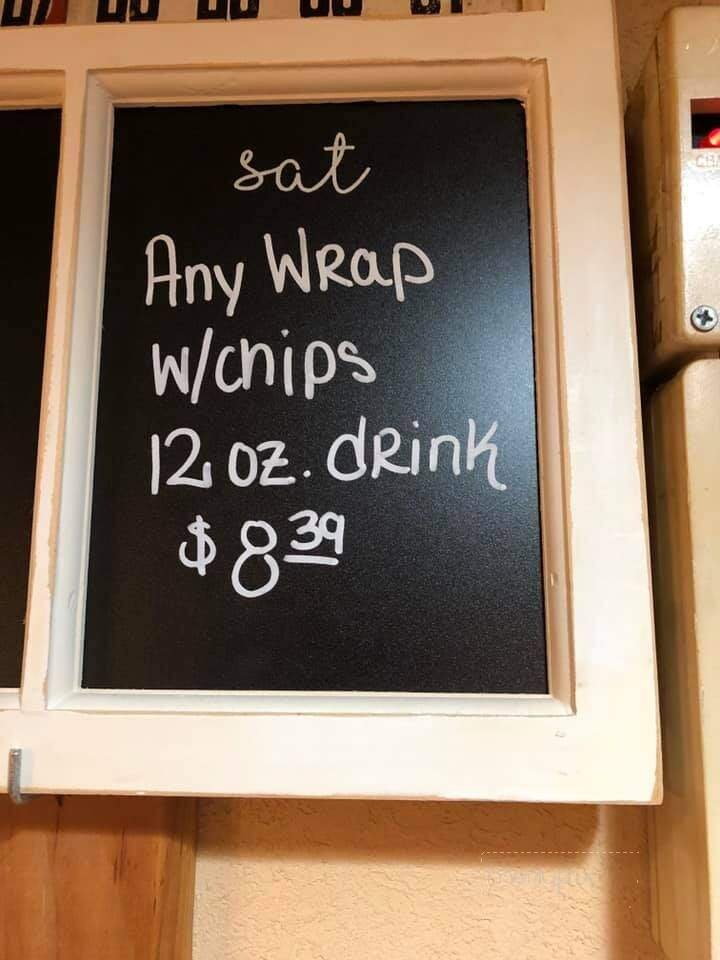 sat
Any Wrap
w/chips
12 oz. drink
$ 8 39